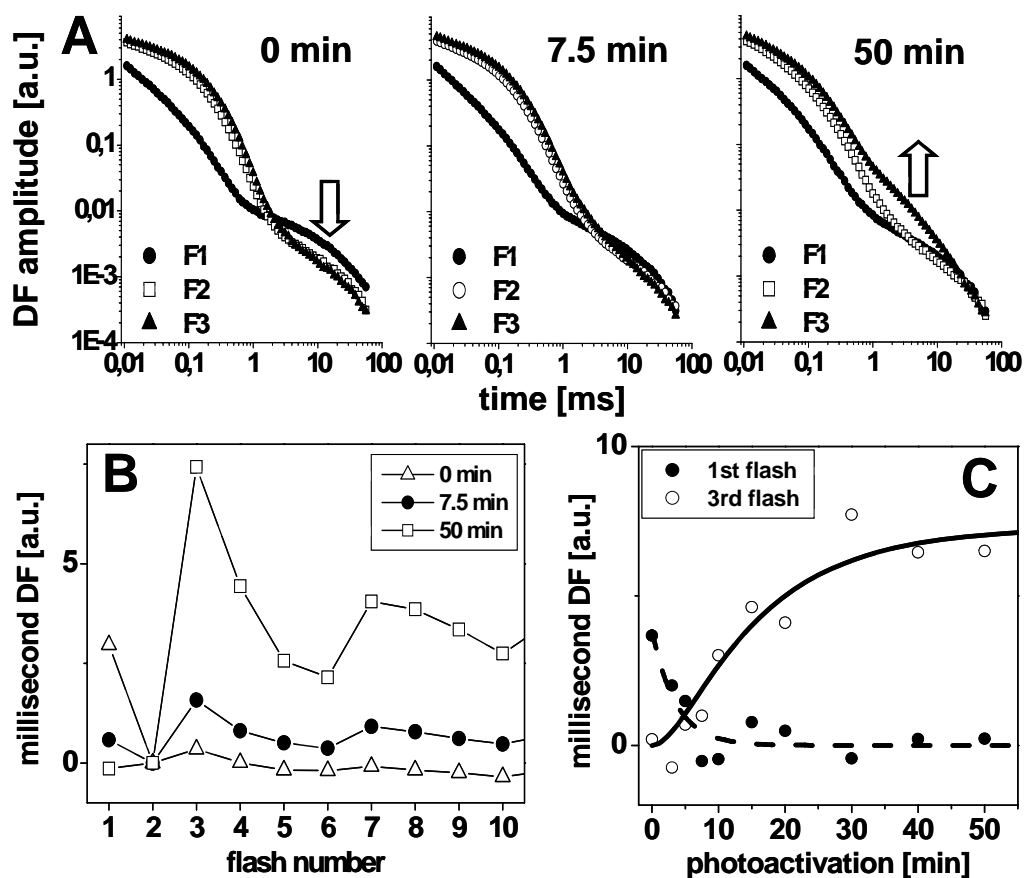 A
0 min
7.5 min
50 min
DF amplitude [a.u.]
1
0,1
0,01
1E-3
1E-4
F1
F2
F3
F1
F2
F3
F1
F2
F3
0,01 0,1 1 10 100
0,01 0,1 1 10 100
0,01 0,1 1 10 100
time [ms]
B
millisecond DF [a.u.]
5
0
0 min
7.5 min
50 min
1 2 3 4 5 6 7 8 9 10
flash number
C
millisecond DF [a.u.]
10
0
1st flash
3rd flash
0 10 20 30 40 50
photoactivation [min]